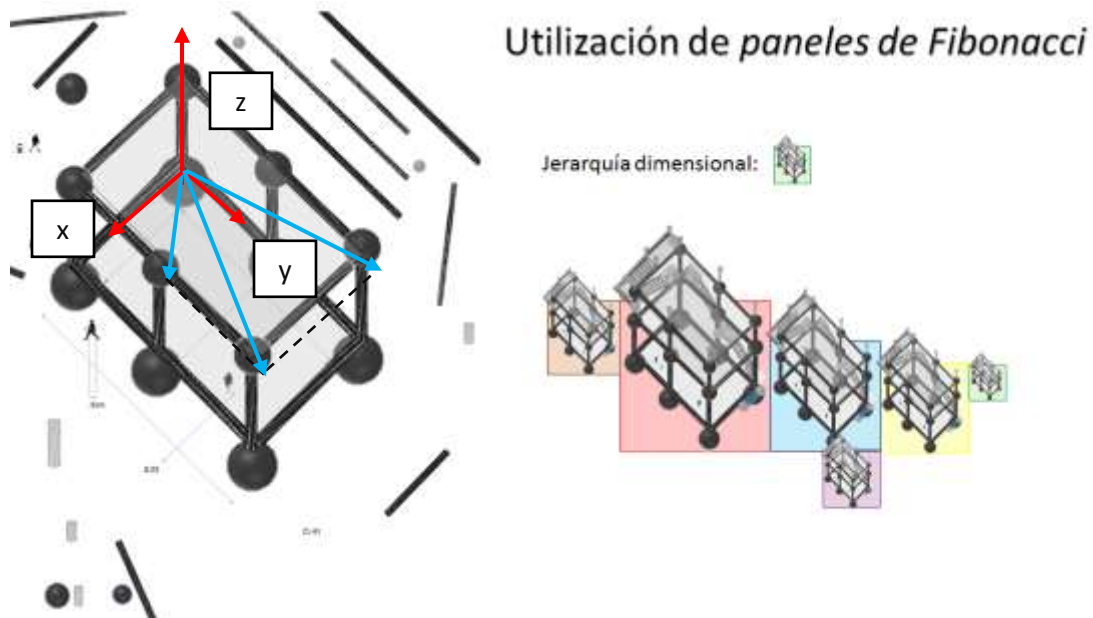 Utilización de paneles de Fibonacci
Jerarquía dimensional:
z
x
y